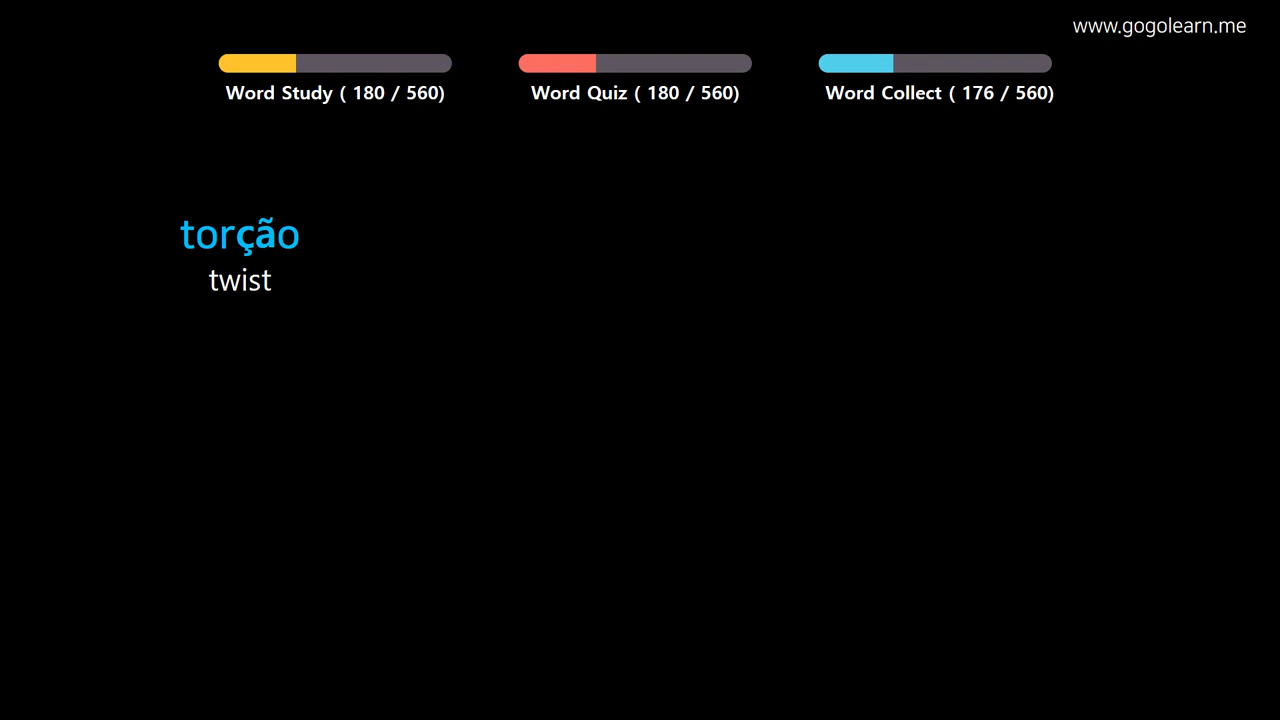 www.gogolearn.me
Word Study ( 180 / 560)
Word Quiz ( 180 / 560)
Word Collect ( 176 / 560)
torção
twist